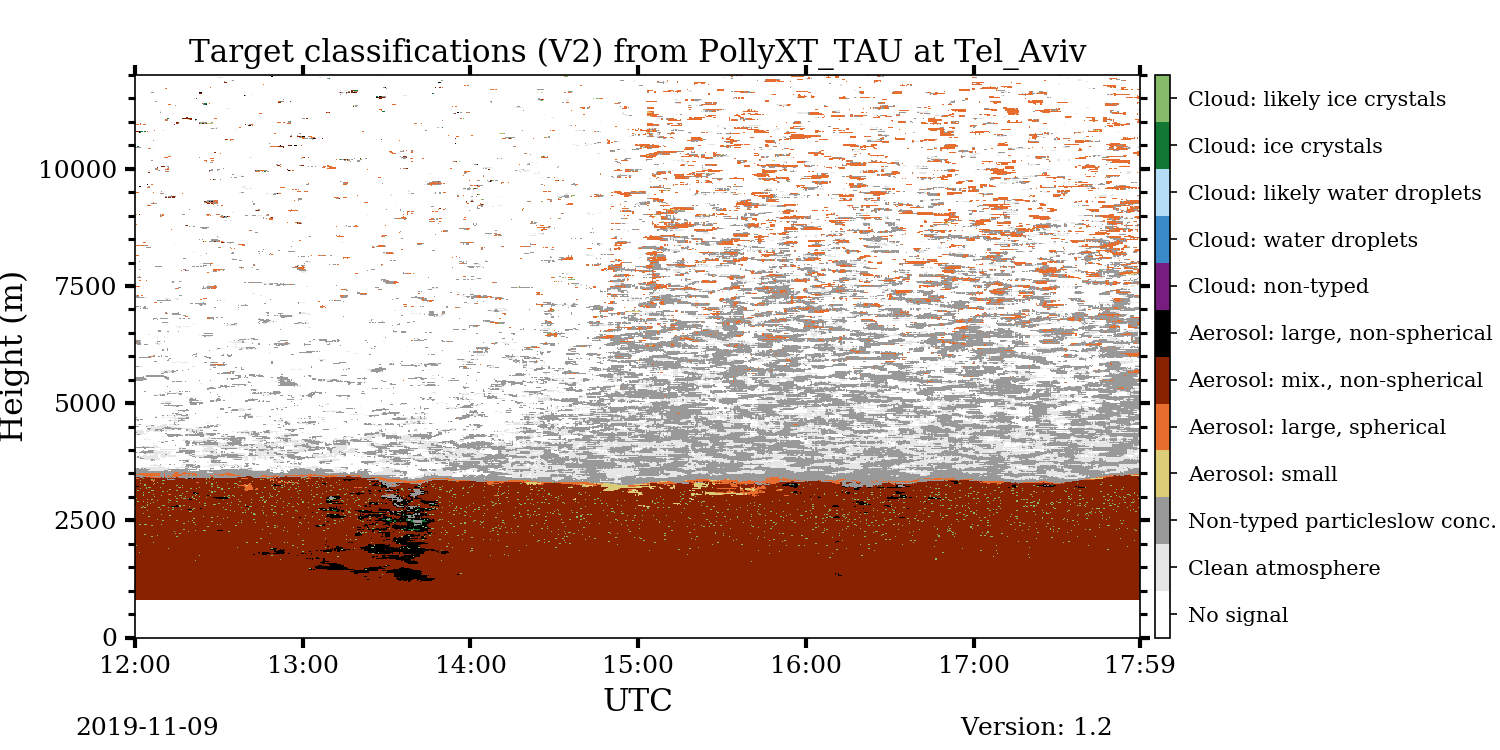 Target classifications (V2) from PollyXT_TAU at Tel_Aviv
Height (m)
10000
7500
5000
2500
0
12:00 13:00 14:00 15:00 16:00 17:00 17:59
UTC
2019-11-09
Version: 1.2
Cloud: likely ice crystals
Cloud: ice crystals
Cloud: likely water droplets
Cloud: water droplets
Cloud: non-typed
Aerosol: large, non-spherical
Aerosol: mix., non-spherical
Aerosol: large, spherical
Aerosol: small
Non-typed particleslow conc.
Clean atmosphere
No signal